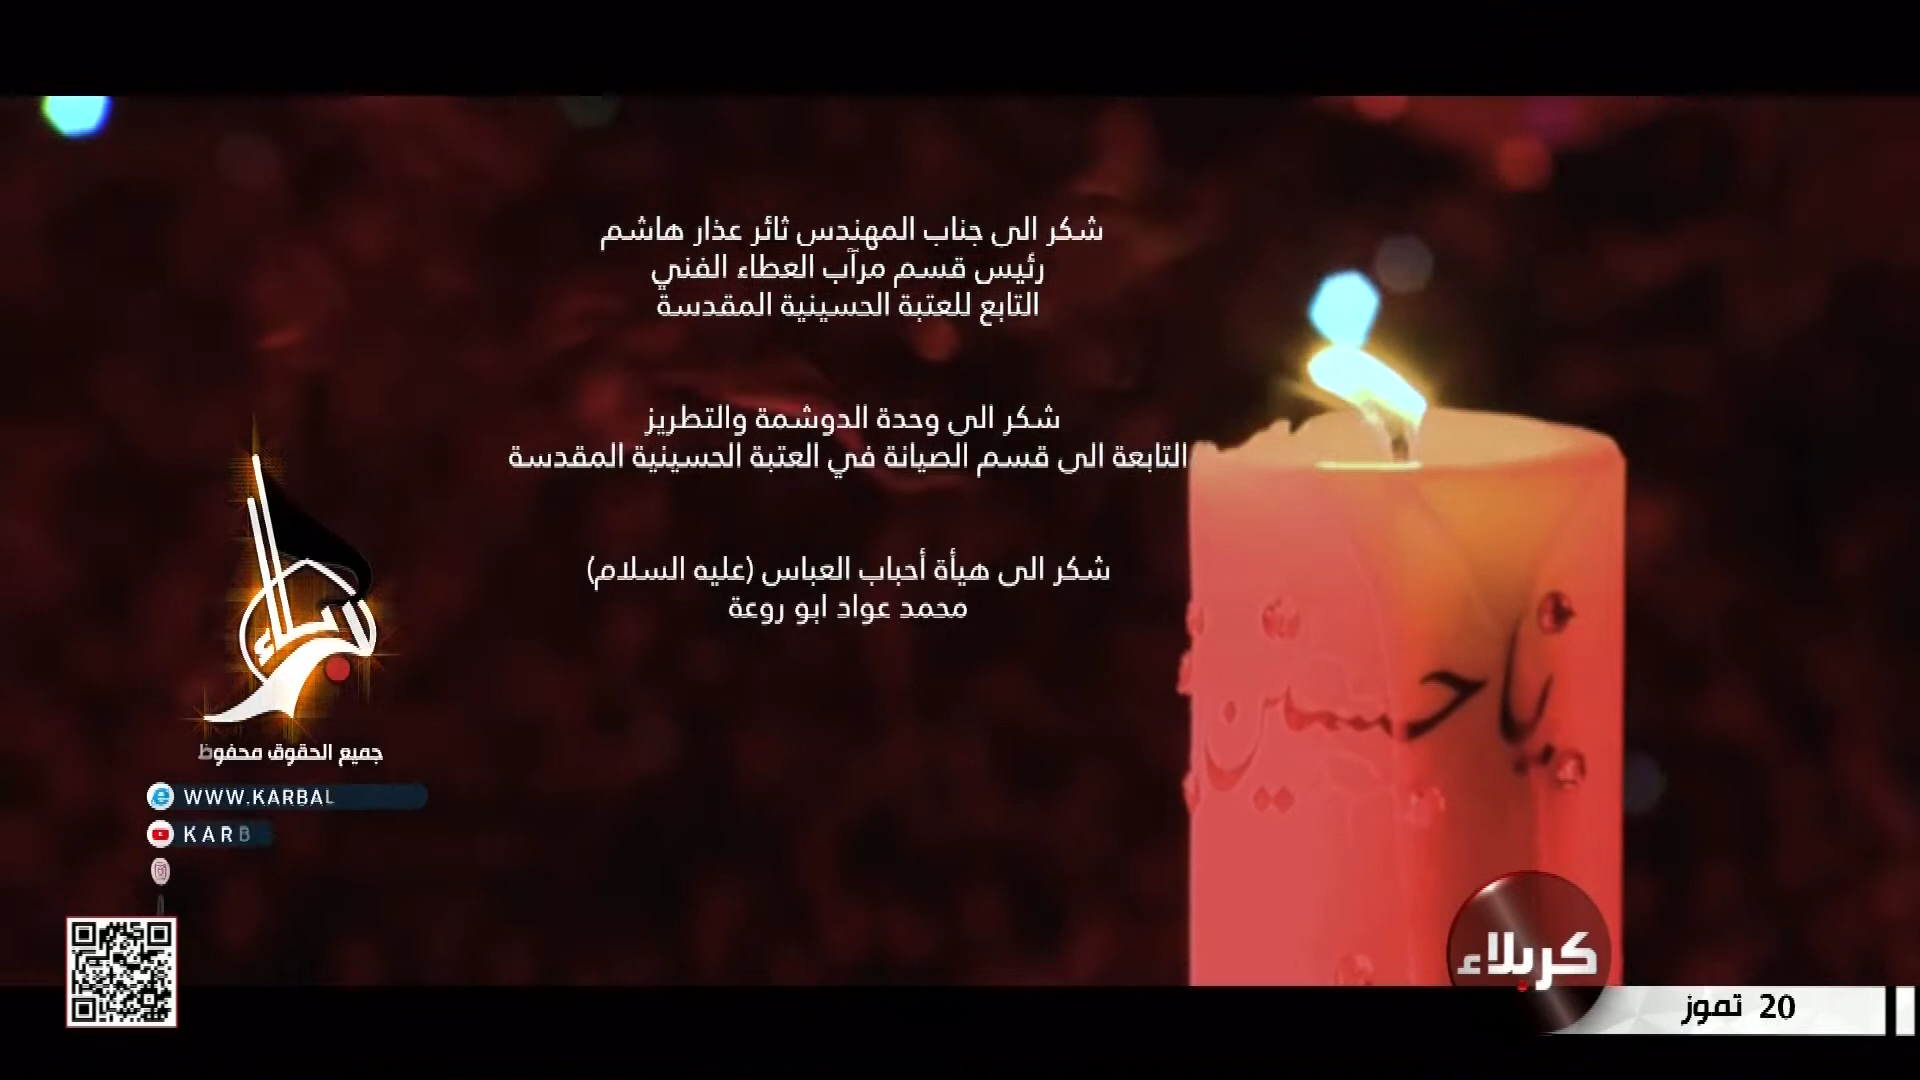 شكر الى جناب المهندس ثائر عذار هاشم
رئيس قسم مرآب العطاء الفني
التابع للعتبة الحسينية المقدسة
شكر الى وحدة الدوشمة والتطريز
التابعة الى قسم الصيانة في العتبة الحسينية المقدسة
شكر الى هيأة أحباب العباس (عليه السلام)
محمد عواد ابو روعة
ياحسين
كربلاء
جميع الحقوق محفوظ
WWW.KARBAL
KARB
كربلاء
20 تموز